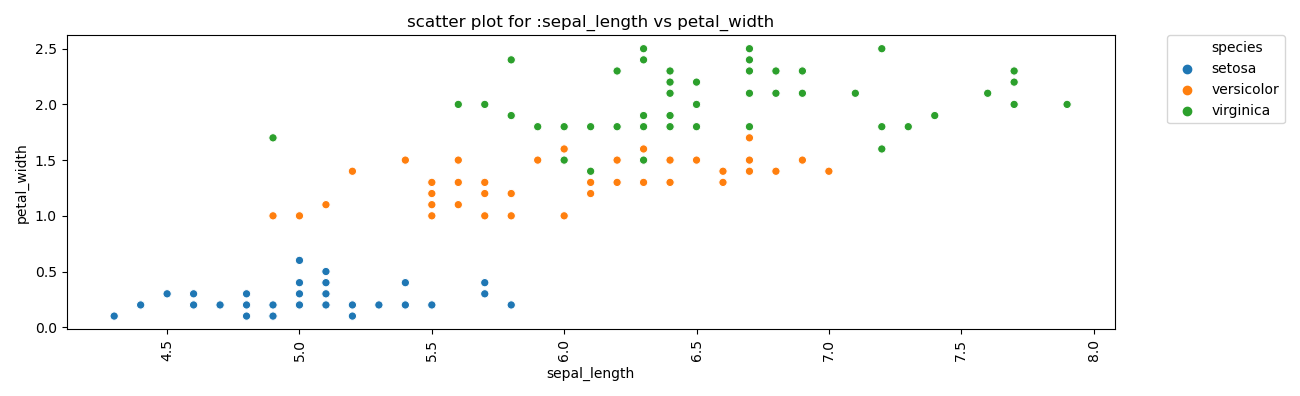 scatter plot for :sepal_length vs petal_width
species
setosa
versicolor
virginica
petal_width
2.5
2.0
1.5
1.0
0.5
0.0
4.5 5.0 5.5 6.0 6.5 7.0 7.5 8.0
sepal_length